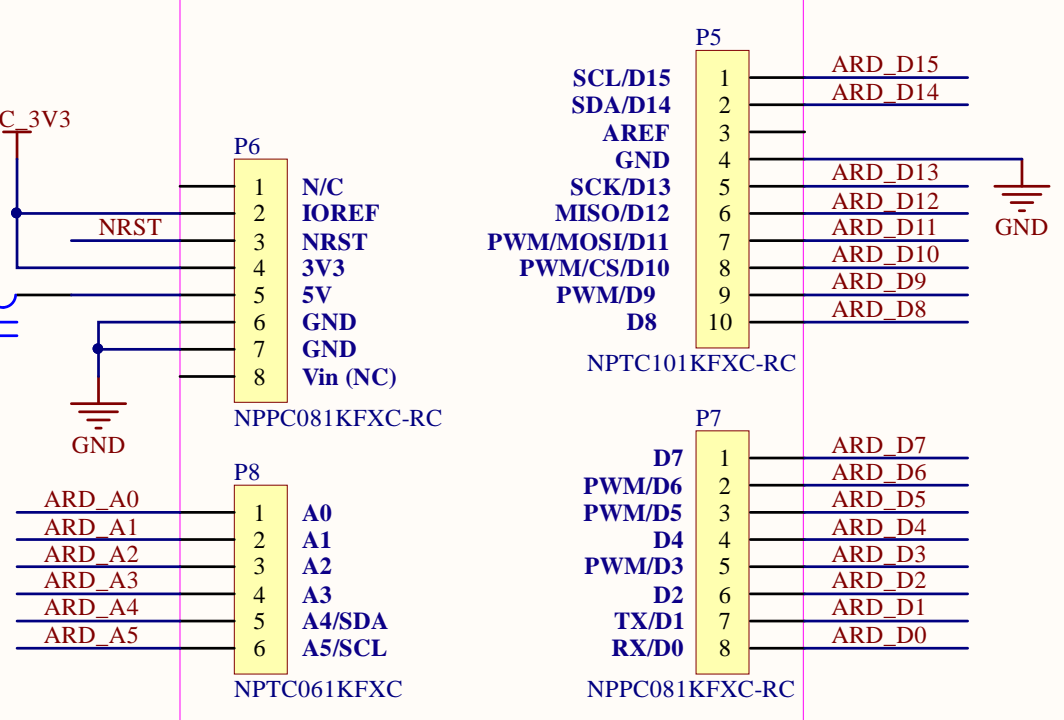 C_3V3
P6
1 N/C
2 IOREF
NRST 3 NRST
4 3V3
5 5V
6 GND
7 GND
8 Vin (NC)
NPPC081KFXC-RC
GND
P8
ARD_A0 1 A0
ARD_A1 2 A1
ARD_A2 3 A2
ARD_A3 4 A3
ARD_A4 5 A4/SDA
ARD_A5 6 A5/SCL
NPTC061KFXC
P5
SCL/D15 1 ARD_D15
SDA/D14 2 ARD_D14
AREF 3
GND 4
SCK/D13 5 ARD_D13
MISO/D12 6 ARD_D12
PWM/MOSI/D11 7 ARD_D11
PWM/CS/D10 8 ARD_D10
PWM/D9 9 ARD_D9
D8 10 ARD_D8
GND
NPTC101KFXC-RC
P7
D7 1 ARD_D7
PWM/D6 2 ARD_D6
PWM/D5 3 ARD_D5
D4 4 ARD_D4
PWM/D3 5 ARD_D3
D2 6 ARD_D2
TX/D1 7 ARD_D1
RX/D0 8 ARD_D0
NPPC081KFXC-RC